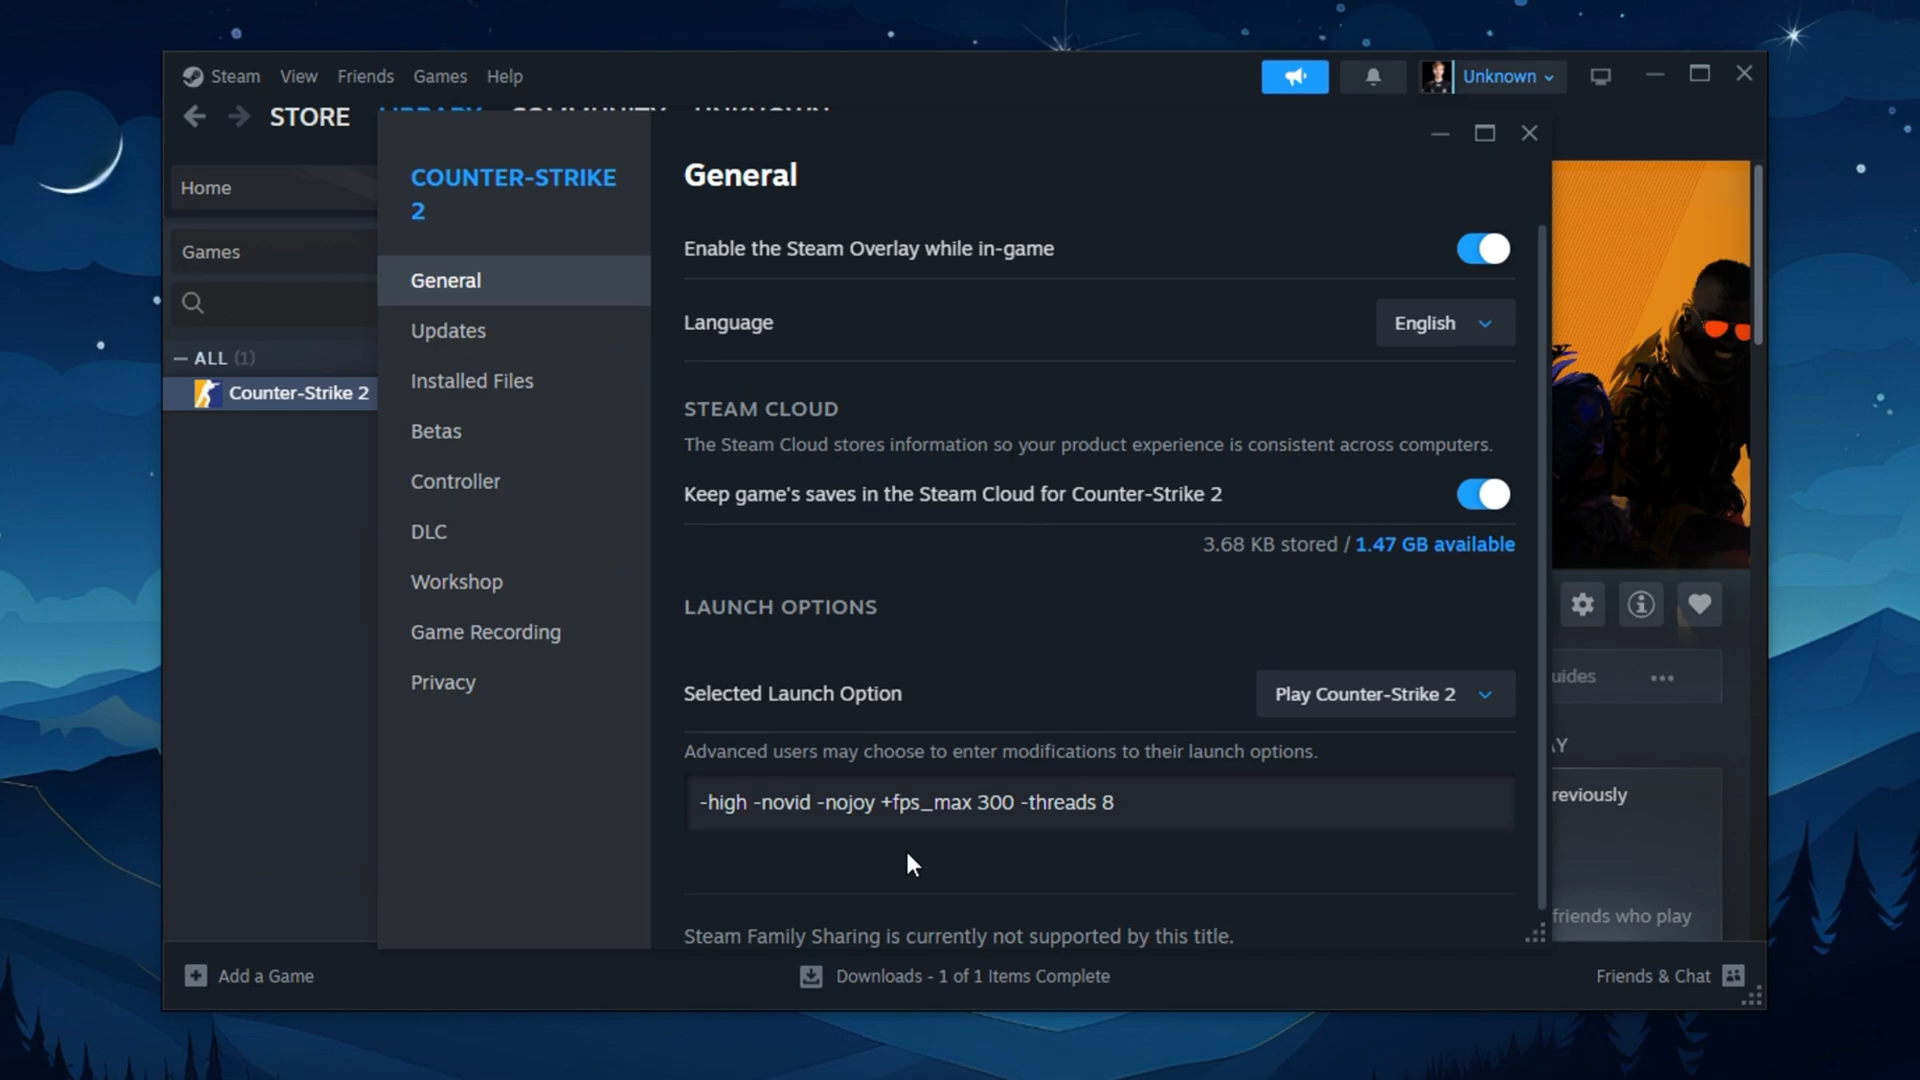 Steam View Friends Games Help
Unknown
STORE LIBRARY COMMUNITY UNKNOWN
Home
Games
ALL (1)
Counter-Strike 2
COUNTER-STRIKE
2
General
Updates
Installed Files
Betas
Controller
DLC
Workshop
Game Recording
Privacy
General
Enable the Steam Overlay while in-game
Language
English
STEAM CLOUD
The Steam Cloud stores information so your product experience is consistent across computers.
Keep game's saves in the Steam Cloud for Counter-Strike 2
3.68 KB stored / 1.47 GB available
LAUNCH OPTIONS
Selected Launch Option
Play Counter-Strike 2
Advanced users may choose to enter modifications to their launch options.
-high -novid -nojoy +fps_max 300 -threads 8
Steam Family Sharing is currently not supported by this title.
uides
AY
reviously
friends who play
Add a Game
Downloads - 1 of 1 Items Complete
Friends & Chat